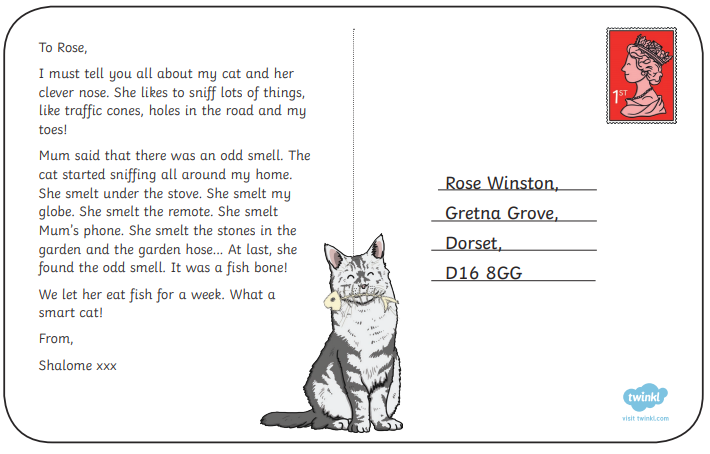 To Rose,
I must tell you all about my cat and her
clever nose. She likes to sniff lots of things,
like traffic cones, holes in the road and my
toes!
Mum said that there was an odd smell. The
cat started sniffing all around my home.
She smelt under the stove. She smelt my
globe. She smelt the remote. She smelt
Mum's phone. She smelt the stones in the
garden and the garden hose... At last, she
found the odd smell. It was a fish bone!
We let her eat fish for a week. What a
smart cat!
From,
Shalome xxx
1ST
Rose Winston,
Gretna Grove,
Dorset,
D16 8GG
twinkl
visit twinkl.com